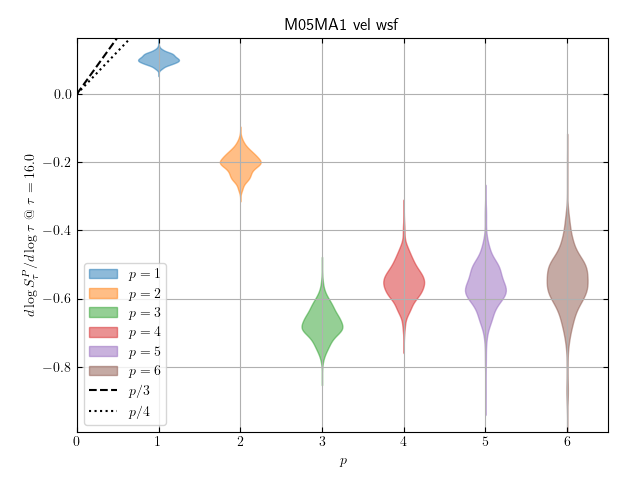 M05MA1 vel wsf
d log S_τ^P / d log τ @ τ = 16.0
0.0
−0.2
−0.4
−0.6
−0.8
p = 1
p = 2
p = 3
p = 4
p = 5
p = 6
p/3
p/4
0 1 2 3 4 5 6
p